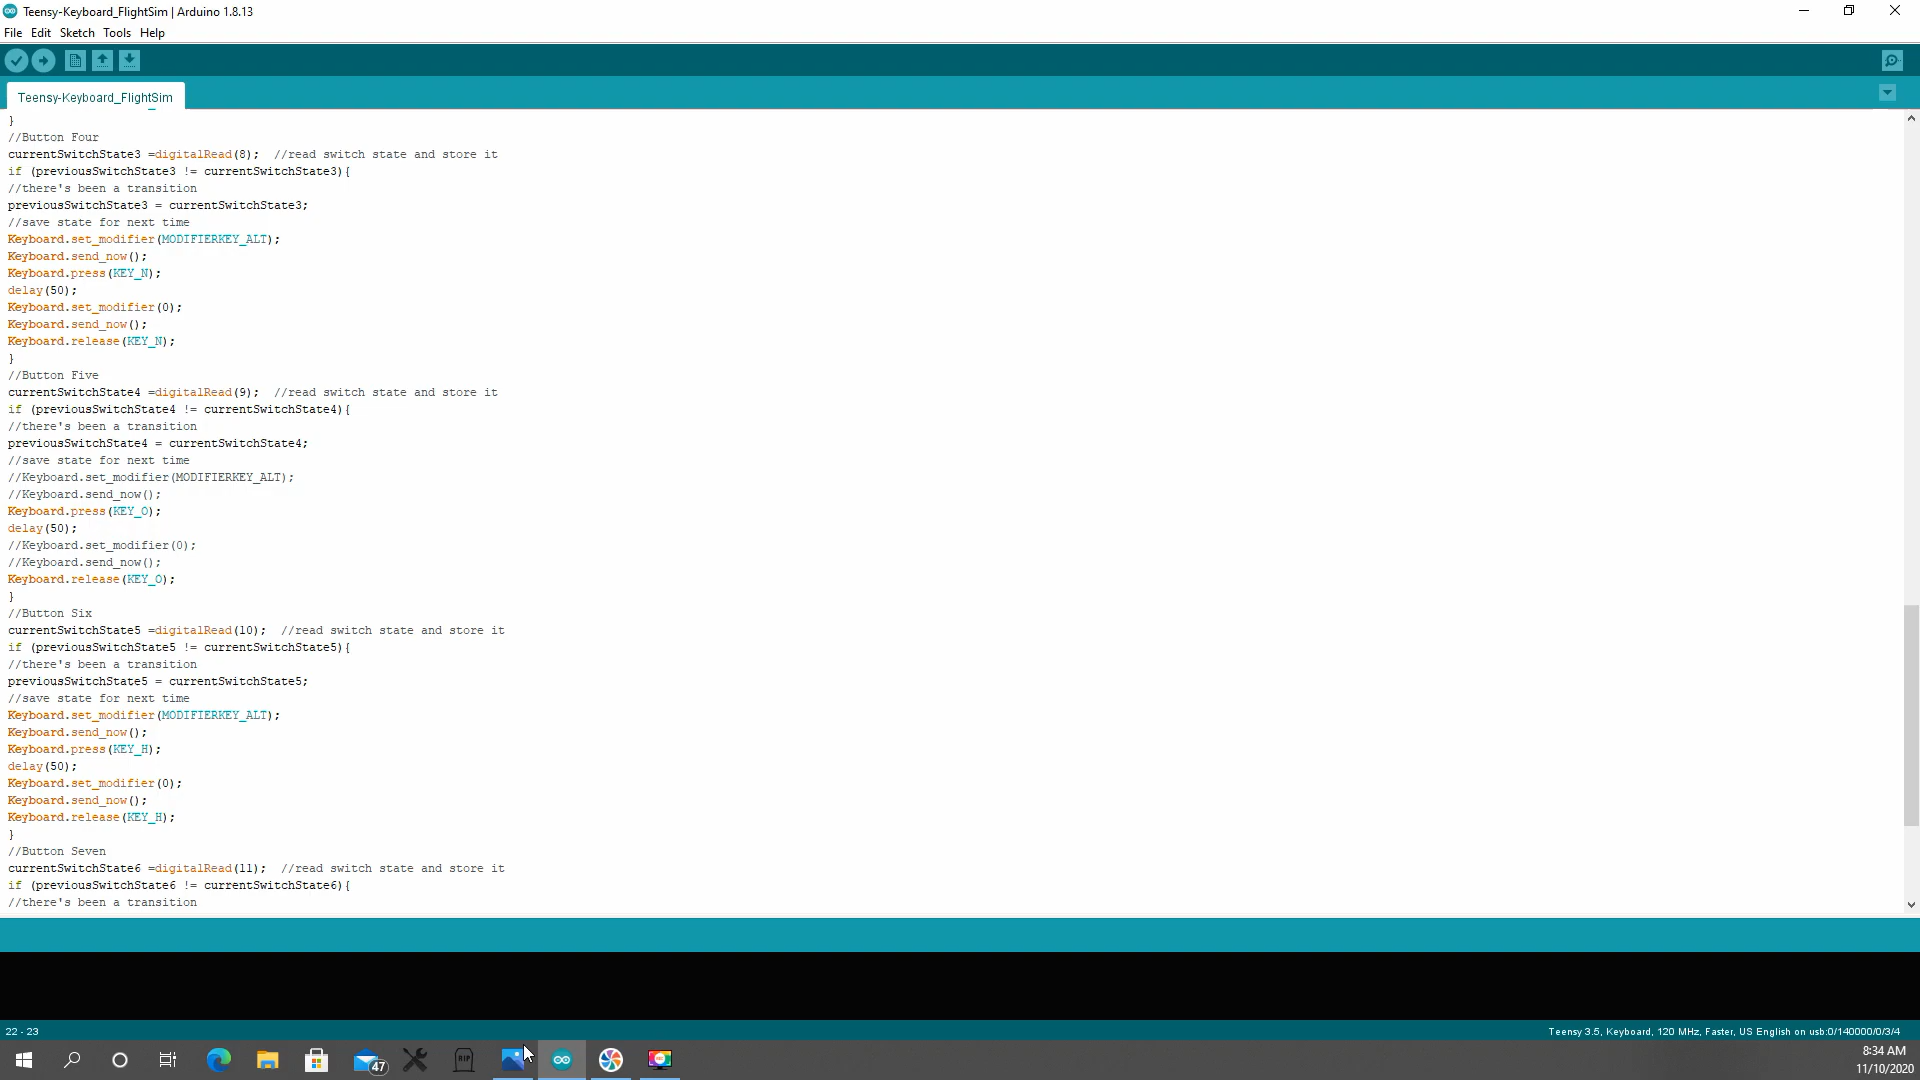 Teensy-Keyboard_FlightSim | Arduino 1.8.13
File Edit Sketch Tools Help
Teensy-Keyboard_FlightSim
}
//Button Four
currentSwitchState3 =digitalRead(8);  //read switch state and store it
if (previousSwitchState3 != currentSwitchState3){
//there's been a transition
previousSwitchState3 = currentSwitchState3;
//save state for next time
Keyboard.set_modifier(MODIFIERKEY_ALT);
Keyboard.send_now();
Keyboard.press(KEY_N);
delay(50);
Keyboard.set_modifier(0);
Keyboard.send_now();
Keyboard.release(KEY_N);
}
//Button Five
currentSwitchState4 =digitalRead(9);  //read switch state and store it
if (previousSwitchState4 != currentSwitchState4){
//there's been a transition
previousSwitchState4 = currentSwitchState4;
//save state for next time
//Keyboard.set_modifier(MODIFIERKEY_ALT);
//Keyboard.send_now();
Keyboard.press(KEY_O);
delay(50);
//Keyboard.set_modifier(0);
//Keyboard.send_now();
Keyboard.release(KEY_O);
}
//Button Six
currentSwitchState5 =digitalRead(10);  //read switch state and store it
if (previousSwitchState5 != currentSwitchState5){
//there's been a transition
previousSwitchState5 = currentSwitchState5;
//save state for next time
Keyboard.set_modifier(MODIFIERKEY_ALT);
Keyboard.send_now();
Keyboard.press(KEY_H);
delay(50);
Keyboard.set_modifier(0);
Keyboard.send_now();
Keyboard.release(KEY_H);
}
//Button Seven
currentSwitchState6 =digitalRead(11);  //read switch state and store it
if (previousSwitchState6 != currentSwitchState6){
//there's been a transition
22 - 23
Teensy 3.5, Keyboard, 120 MHz, Faster, US English on usb:0/140000/0/3/4
47
RIP
8:34 AM
11/10/2020